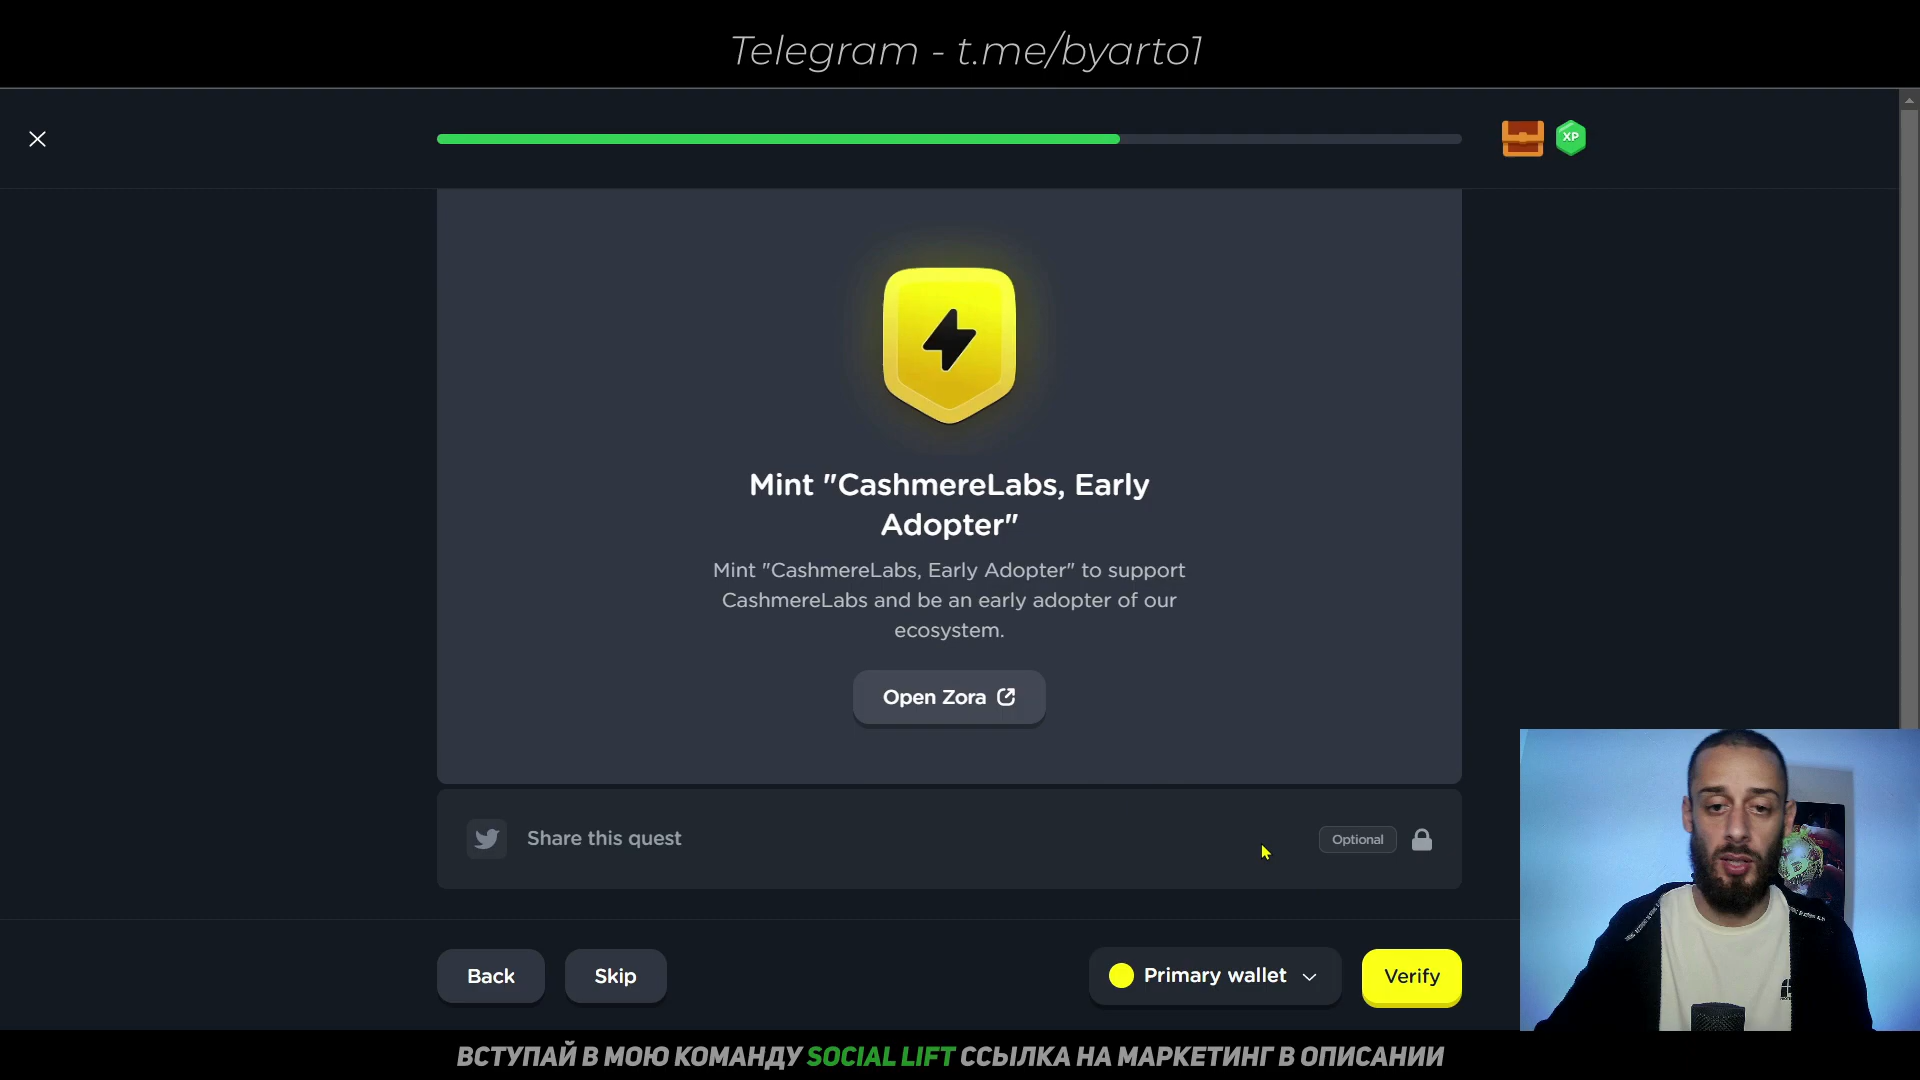 Telegram - t.me/byarto1
XP
Mint "CashmereLabs, Early
Adopter"
Mint "CashmereLabs, Early Adopter" to support
CashmereLabs and be an early adopter of our
ecosystem.
Open Zora
Share this quest
Optional
Back
Skip
Primary wallet
Verify
ВСТУПАЙ В МОЮ КОМАНДУ SOCIAL LIFT ССЫЛКА НА МАРКЕТИНГ В ОПИСАНИИ